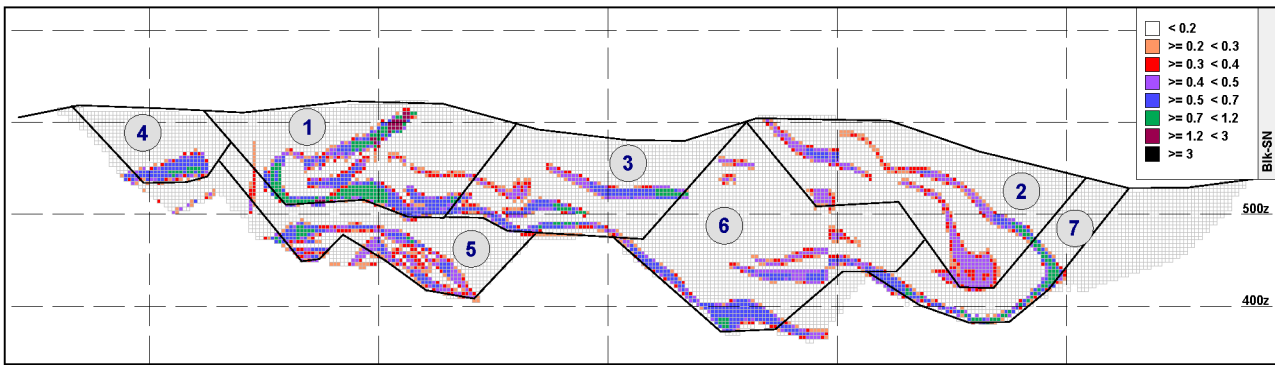 < 0.2
>= 0.2 < 0.3
>= 0.3 < 0.4
>= 0.4 < 0.5
>= 0.5 < 0.7
>= 0.7 < 1.2
>= 1.2 < 3
>= 3
Blk-SN
4
1
3
2
500z
6
7
5
400z